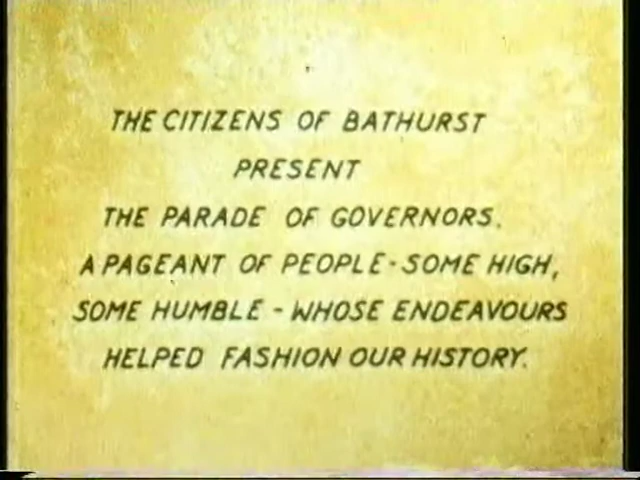 THE CITIZENS OF BATHURST
PRESENT
THE PARADE OF GOVERNORS.
A PAGEANT OF PEOPLE - SOME HIGH,
SOME HUMBLE - WHOSE ENDEAVOURS
HELPED FASHION OUR HISTORY.